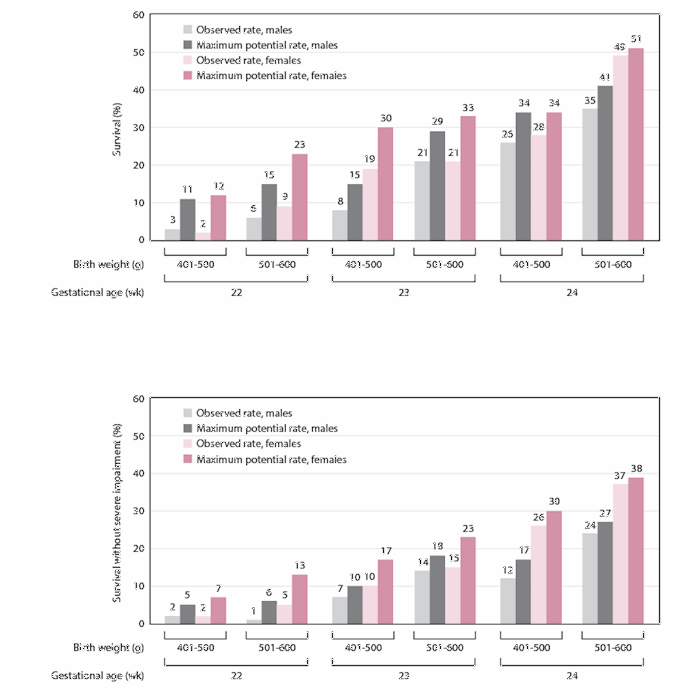 60
Observed rate, males
Maximum potential rate, males
Observed rate, females
Maximum potential rate, females
50
40
30
20
10
0
Survival (%)
3 11 2 12 6 15 9 23 8 15 19 30 21 29 21 33 34 28 34 35 41 49 51
Birth weight (g) 401-500 501-600 401-500 501-600 401-500 501-600
Gestational age (wk) 22 23 24
60
Observed rate, males
Maximum potential rate, males
Observed rate, females
Maximum potential rate, females
50
40
30
20
10
0
Survival without severe impairment (%)
2 5 2 7 1 6 5 13 7 10 10 17 14 18 15 23 12 17 26 30 24 27 37 38
Birth weight (g) 401-500 501-600 401-500 501-600 401-500 501-600
Gestational age (wk) 22 23 24